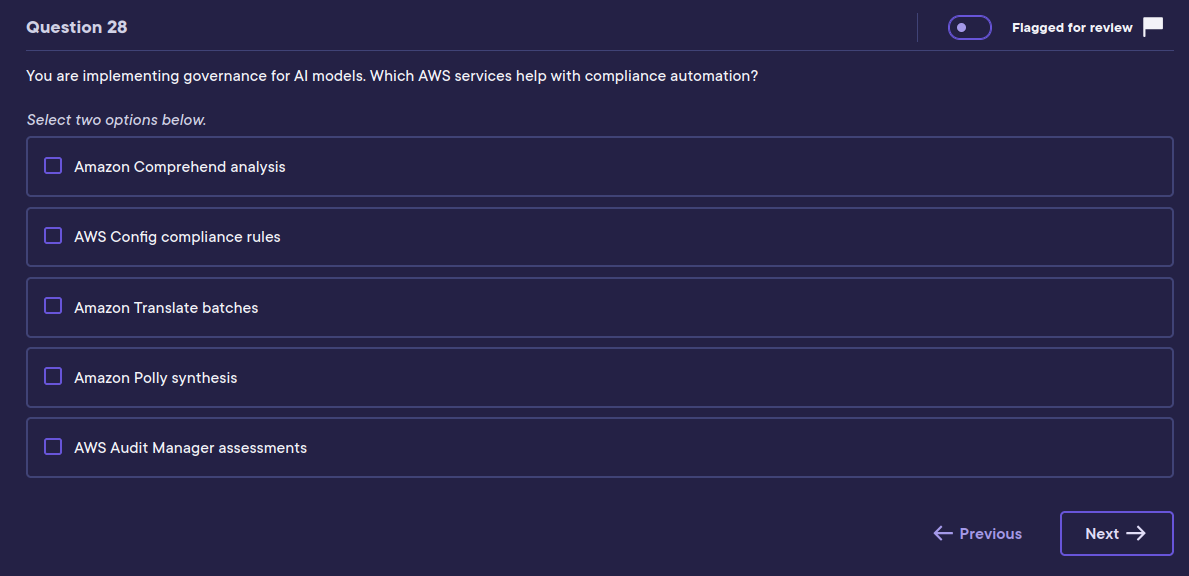 Question 28
Flagged for review
You are implementing governance for AI models. Which AWS services help with compliance automation?
Select two options below.
Amazon Comprehend analysis
AWS Config compliance rules
Amazon Translate batches
Amazon Polly synthesis
AWS Audit Manager assessments
Previous
Next